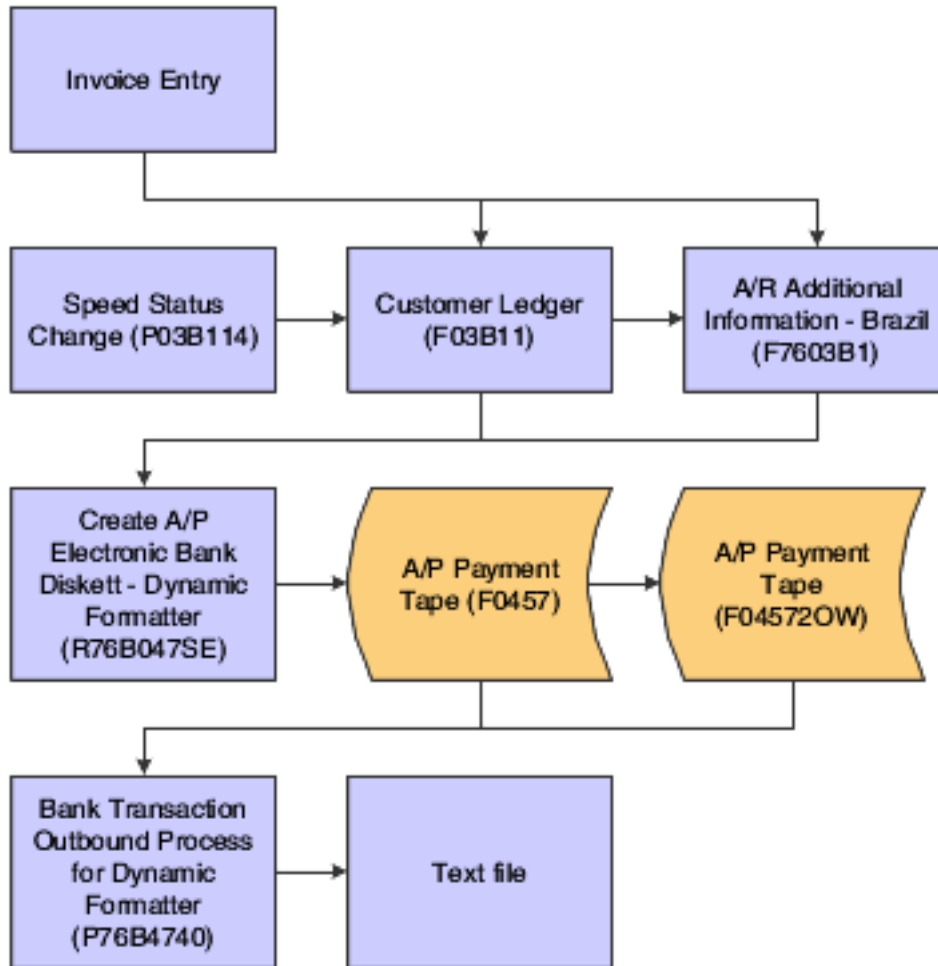 Invoice Entry
Speed Status
Change (P03B114)
Customer Ledger
(F03B11)
A/R Additional
Information - Brazil
(F7603B1)
Create A/P
Electronic Bank
Diskett - Dynamic
Formatter
(R76B047SE)
A/P Payment
Tape (F0457)
A/P Payment
Tape
(F04572OW)
Bank Transaction
Outbound Process
for Dynamic
Formatter
(P76B4740)
Text file